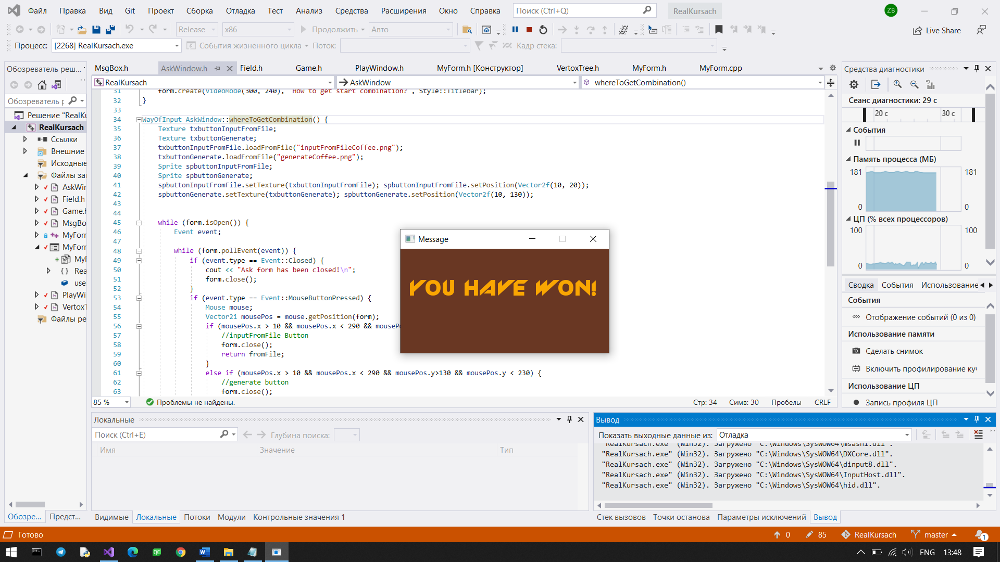 Файл Правка Вид Git Проект Сборка Отладка Тест Анализ Средства Расширения Окно Справка Поиск (Ctrl+Q) RealKursach ZB
Release x86 Продолжить Авто Live Share
Процесс: [2268] RealKursach.exe События жизненного цикла Поток: Кадр стека:
Обозреватель реш...
Обозреватель р
Решение "RealKu
RealKursach
Ссылки
Внешние
Исходные
Файлы за
AskWin
Field.h
Game.h
MsgBo
MyForr
MyForr
MyF
Rea
use
PlayWi
VertoxT
Файлы ре
Обозре... Предст...
MsgBox.h AskWindow.h Field.h Game.h PlayWindow.h MyForm.h [Конструктор] VertoxTree.h MyForm.h MyForm.cpp
RealKursach AskWindow whereToGetCombination()
31 form.create(VideoMode(300, 240), "How to get start combination?", Style::Titlebar);
32 }
33
34 WayOfInput AskWindow::whereToGetCombination() {
35 Texture txbuttonInputFromFile;
36 Texture txbuttonGenerate;
37 txbuttonInputFromFile.loadFromFile("inputFromFileCoffee.png");
38 txbuttonGenerate.loadFromFile("generateCoffee.png");
39 Sprite spbuttonInputFromFile;
40 Sprite spbuttonGenerate;
41 spbuttonInputFromFile.setTexture(txbuttonInputFromFile); spbuttonInputFromFile.setPosition(Vector2f(10, 20));
42 spbuttonGenerate.setTexture(txbuttonGenerate); spbuttonGenerate.setPosition(Vector2f(10, 130));
43
44
45 while (form.isOpen()) {
46 Event event;
47
48 while (form.pollEvent(event)) {
49 if (event.type == Event::Closed) {
50 cout << "Ask form has been closed!\n";
51 form.close();
52 }
53 if (event.type == Event::MouseButtonPressed) {
54 Mouse mouse;
55 Vector2i mousePos = mouse.getPosition(form);
56 if (mousePos.x > 10 && mousePos.x < 290 && mouseP
57 //inputFromFile Button
58 form.close();
59 return fromFile;
60 }
61 else if (mousePos.x > 10 && mousePos.x < 290 && mousePos.y>130 && mousePos.y < 230) {
62 //generate button
63 form.close();
Message
YOU HAVE WON!
85 % Проблемы не найдены. Стр: 34 Симв: 30 Пробелы CRLF
Средства диагностики
Сеанс диагностики: 29 с
20 с 30 с
События
Память процесса (МБ)
181 181
0 0
ЦП (% всех процессоров)
100 100
0 0
Сводка События Использование
События
Отображение событий (0 из 0)
Использование памяти
Сделать снимок
Включить профилирование куч
Использование ЦП
Запись профиля ЦП
Локальные
Поиск (Ctrl+E) Глубина поиска:
Имя Значение Тип
Видимые Локальные Потоки Модули Контрольные значения 1
Вывод
Показать выходные данные из: Отладка
"RealKursach.exe" (Win32). Загружено "C:\Windows\SysWOW64\msasn1.dll".
"RealKursach.exe" (Win32). Загружено "C:\Windows\SysWOW64\DXCore.dll".
"RealKursach.exe" (Win32). Загружено "C:\Windows\SysWOW64\dinput8.dll".
"RealKursach.exe" (Win32). Загружено "C:\Windows\SysWOW64\InputHost.dll".
"RealKursach.exe" (Win32). Загружено "C:\Windows\SysWOW64\hid.dll".
Стек вызовов Точки останова Параметры исключений Вывод
Готово 0 85 RealKursach master 1
QC ENG 13:48